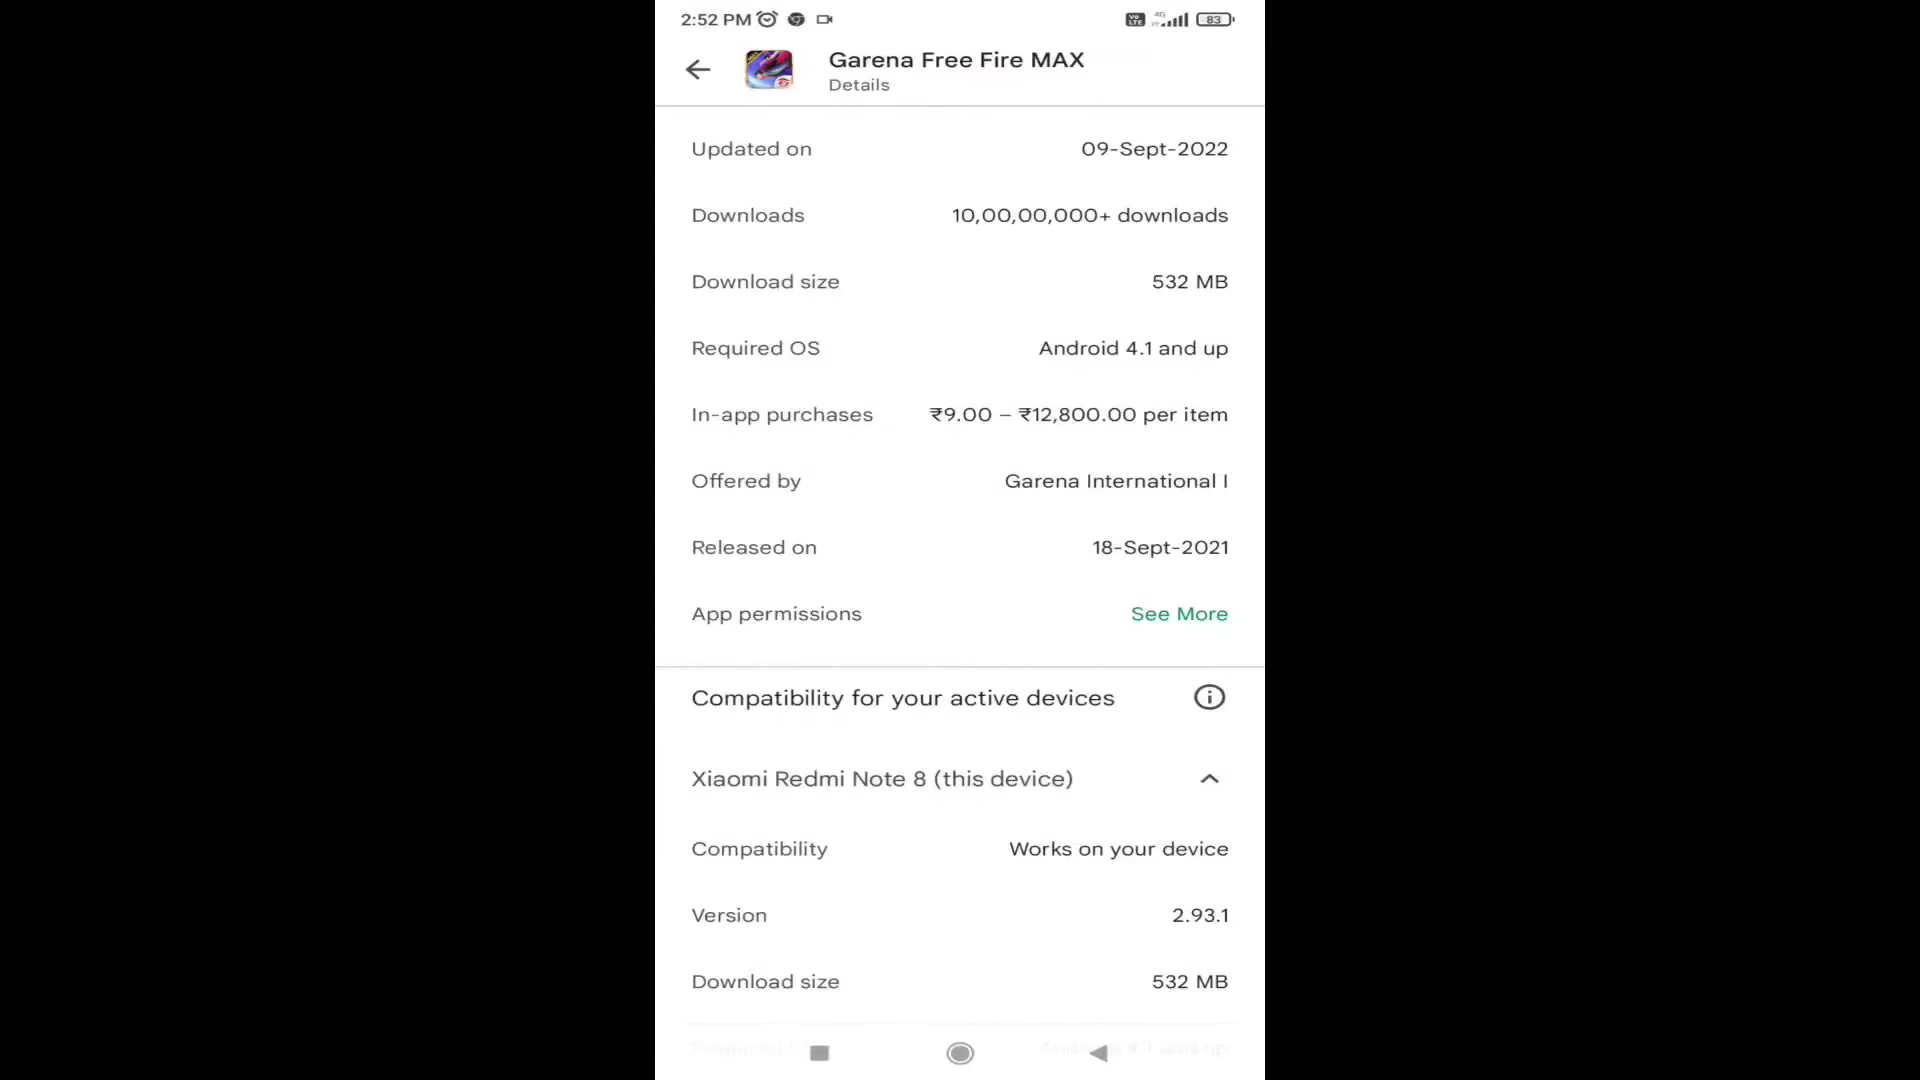 2:52 PM
Vo LTE
4G
83
Garena Free Fire MAX
Details
Updated on
09-Sept-2022
Downloads
10,00,00,000+ downloads
Download size
532 MB
Required OS
Android 4.1 and up
In-app purchases
₹9.00 – ₹12,800.00 per item
Offered by
Garena International I
Released on
18-Sept-2021
App permissions
See More
Compatibility for your active devices
Xiaomi Redmi Note 8 (this device)
Compatibility
Works on your device
Version
2.93.1
Download size
532 MB